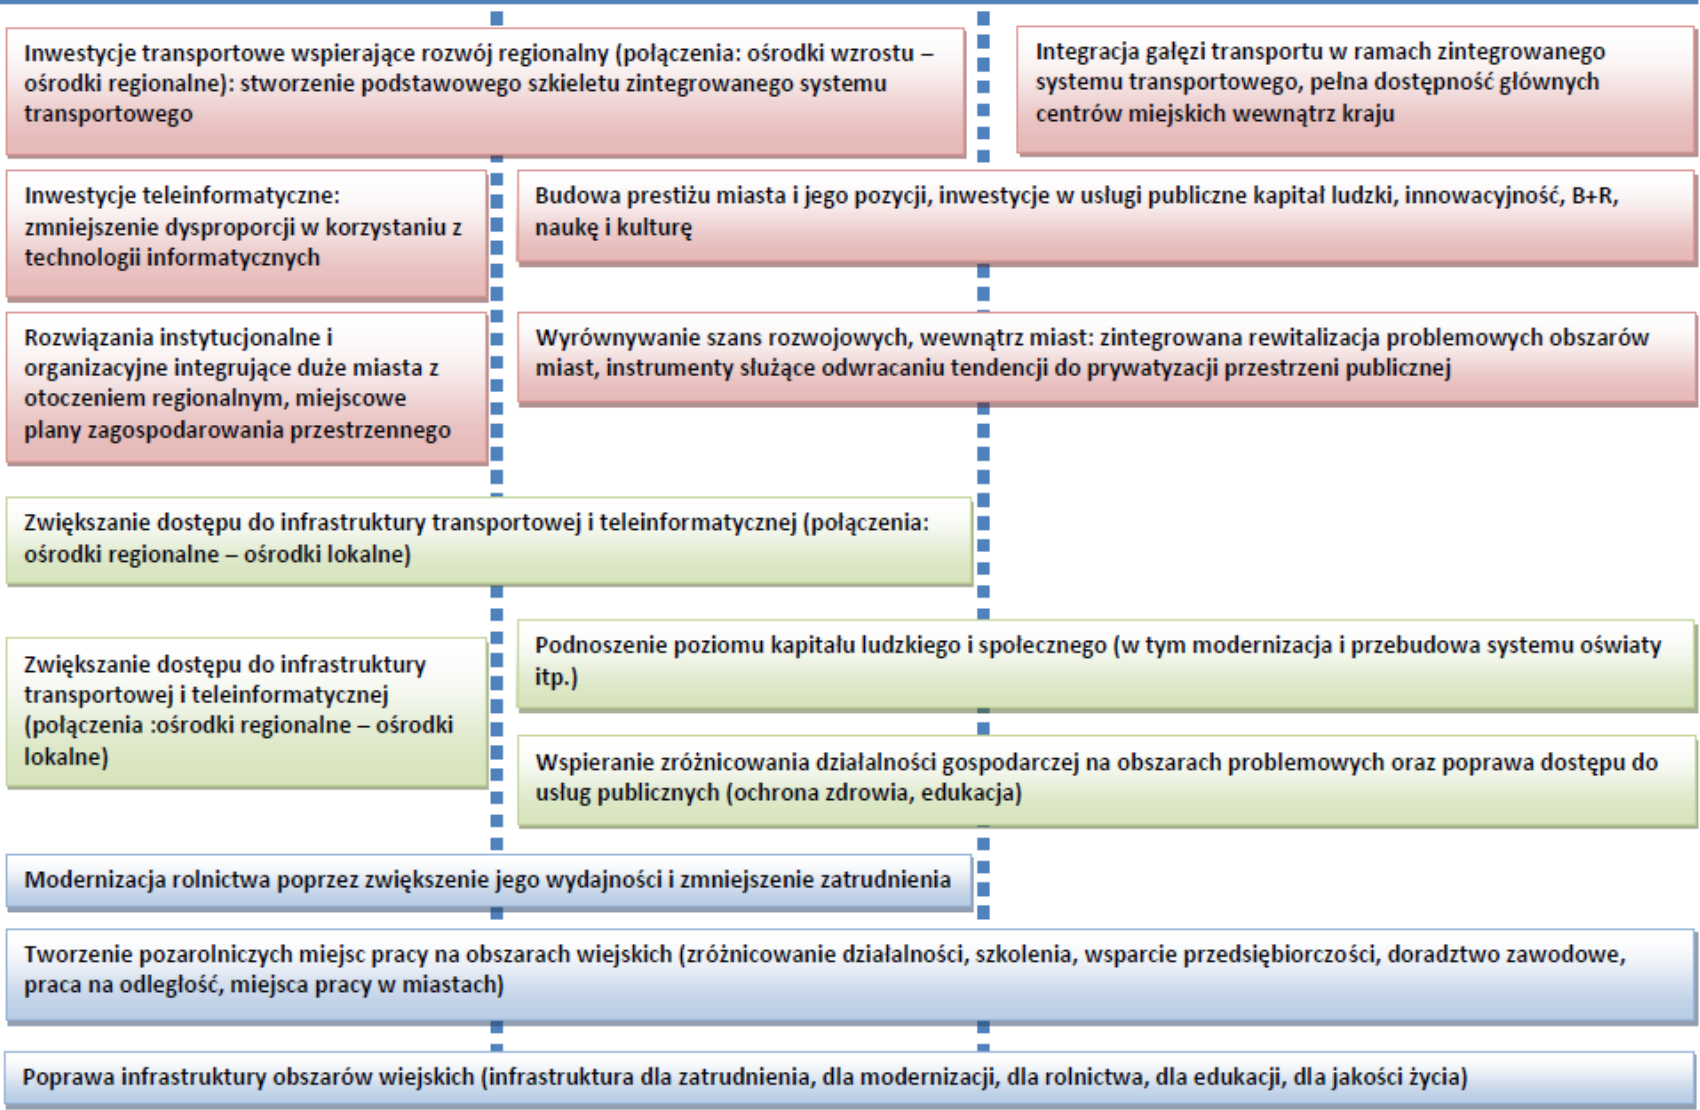 Inwestycje transportowe wspierające rozwój regionalny (połączenia: ośrodki wzrostu –
ośrodki regionalne): stworzenie podstawowego szkieletu zintegrowanego systemu
transportowego
Integracja gałęzi transportu w ramach zintegrowanego
systemu transportowego, pełna dostępność głównych
centrów miejskich wewnątrz kraju
Inwestycje teleinformatyczne:
zmniejszenie dysproporcji w korzystaniu z
technologii informatycznych
Budowa prestiżu miasta i jego pozycji, inwestycje w usługi publiczne kapitał ludzki, innowacyjność, B+R,
naukę i kulturę
Rozwiązania instytucjonalne i
organizacyjne integrujące duże miasta z
otoczeniem regionalnym, miejscowe
plany zagospodarowania przestrzennego
Wyrównywanie szans rozwojowych, wewnątrz miast: zintegrowana rewitalizacja problemowych obszarów
miast, instrumenty służące odwracaniu tendencji do prywatyzacji przestrzeni publicznej
Zwiększanie dostępu do infrastruktury transportowej i teleinformatycznej (połączenia:
ośrodki regionalne – ośrodki lokalne)
Zwiększanie dostępu do infrastruktury
transportowej i teleinformatycznej
(połączenia :ośrodki regionalne – ośrodki
lokalne)
Podnoszenie poziomu kapitału ludzkiego i społecznego (w tym modernizacja i przebudowa systemu oświaty
itp.)
Wspieranie zróżnicowania działalności gospodarczej na obszarach problemowych oraz poprawa dostępu do
usług publicznych (ochrona zdrowia, edukacja)
Modernizacja rolnictwa poprzez zwiększenie jego wydajności i zmniejszenie zatrudnienia
Tworzenie pozarolniczych miejsc pracy na obszarach wiejskich (zróżnicowanie działalności, szkolenia, wsparcie przedsiębiorczości, doradztwo zawodowe,
praca na odległość, miejsca pracy w miastach)
Poprawa infrastruktury obszarów wiejskich (infrastruktura dla zatrudnienia, dla modernizacji, dla rolnictwa, dla edukacji, dla jakości życia)